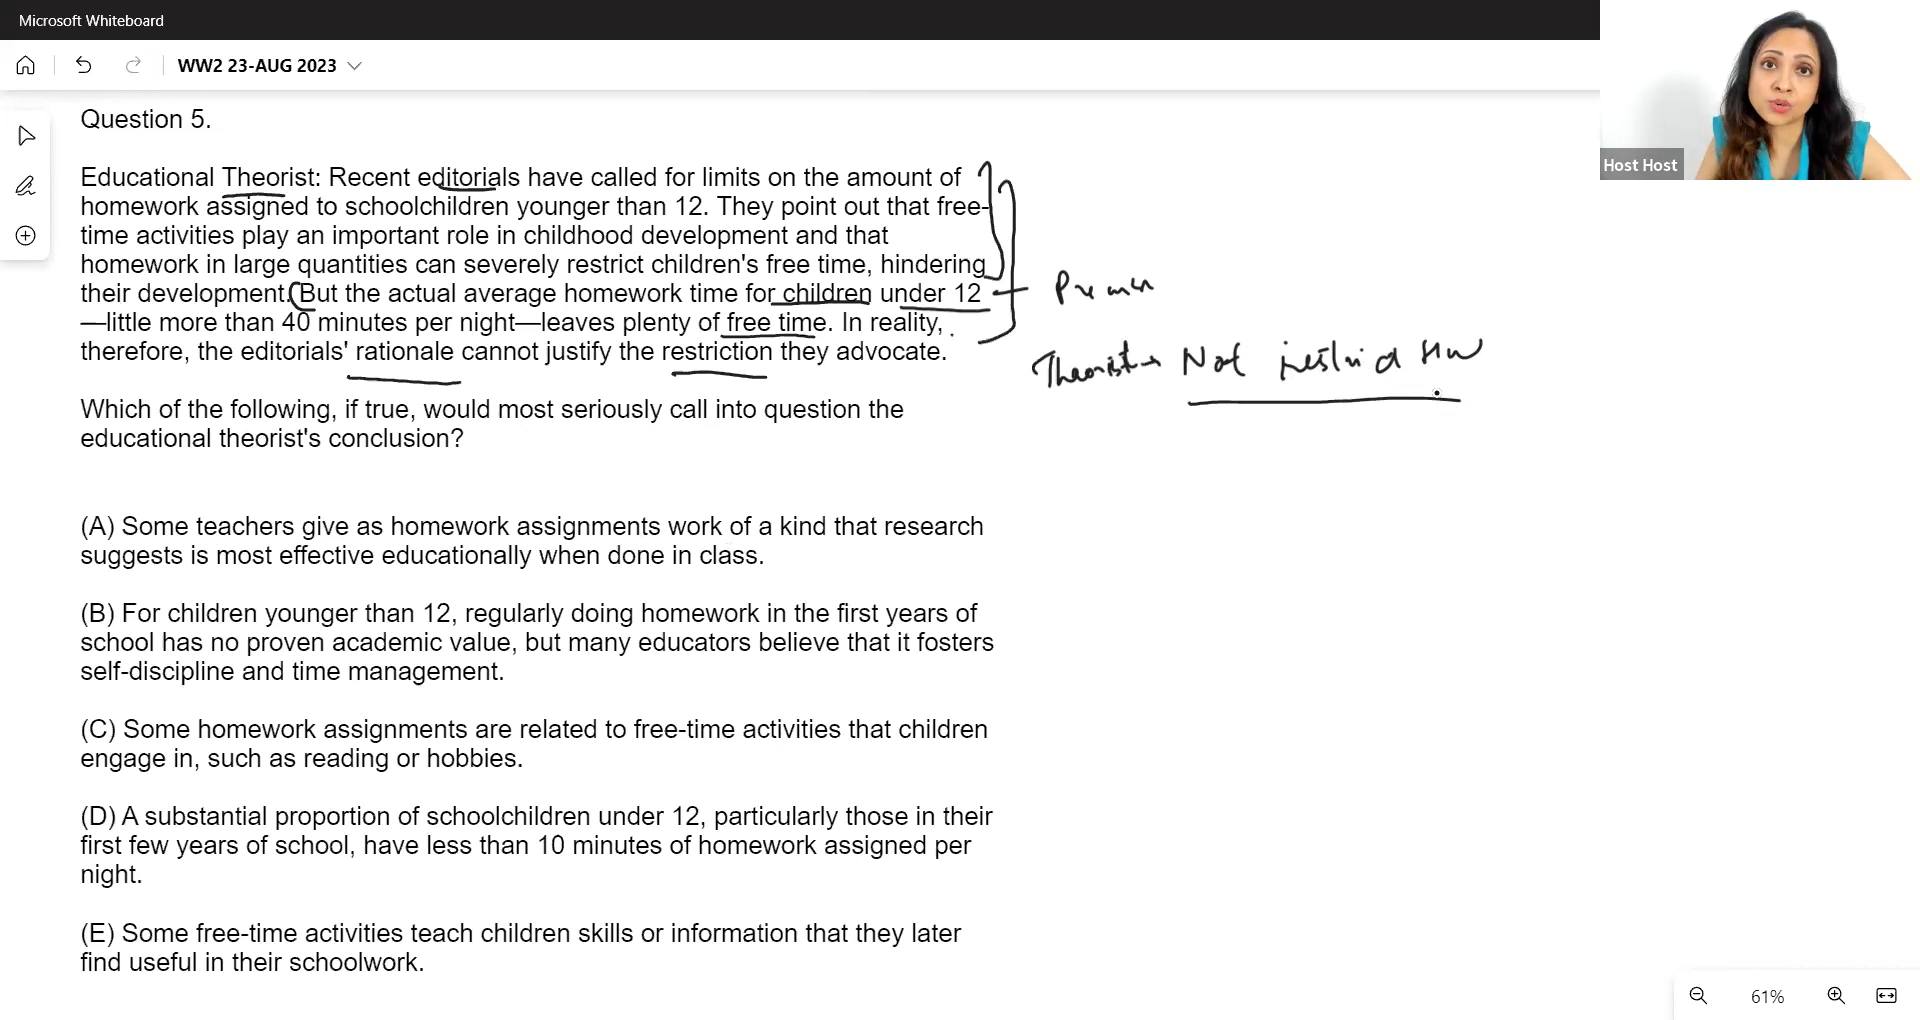 Microsoft Whiteboard
WW2 23-AUG 2023
Host Host
Question 5.
Educational Theorist: Recent editorials have called for limits on the amount of
homework assigned to schoolchildren younger than 12. They point out that free-
time activities play an important role in childhood development and that
homework in large quantities can severely restrict children's free time, hindering
their development. But the actual average homework time for children under 12
—little more than 40 minutes per night—leaves plenty of free time. In reality,
therefore, the editorials' rationale cannot justify the restriction they advocate.
Theorist Not HW
Which of the following, if true, would most seriously call into question the
educational theorist's conclusion?
(A) Some teachers give as homework assignments work of a kind that research
suggests is most effective educationally when done in class.
(B) For children younger than 12, regularly doing homework in the first years of
school has no proven academic value, but many educators believe that it fosters
self-discipline and time management.
(C) Some homework assignments are related to free-time activities that children
engage in, such as reading or hobbies.
(D) A substantial proportion of schoolchildren under 12, particularly those in their
first few years of school, have less than 10 minutes of homework assigned per
night.
(E) Some free-time activities teach children skills or information that they later
find useful in their schoolwork.
61%